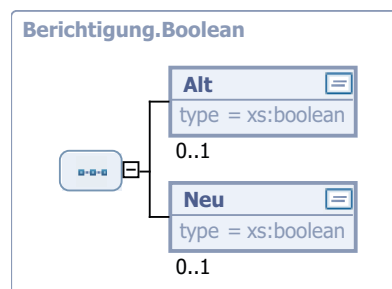 Berichtigung.Boolean
Alt
type = xs:boolean
0..1
Neu
type = xs:boolean
0..1